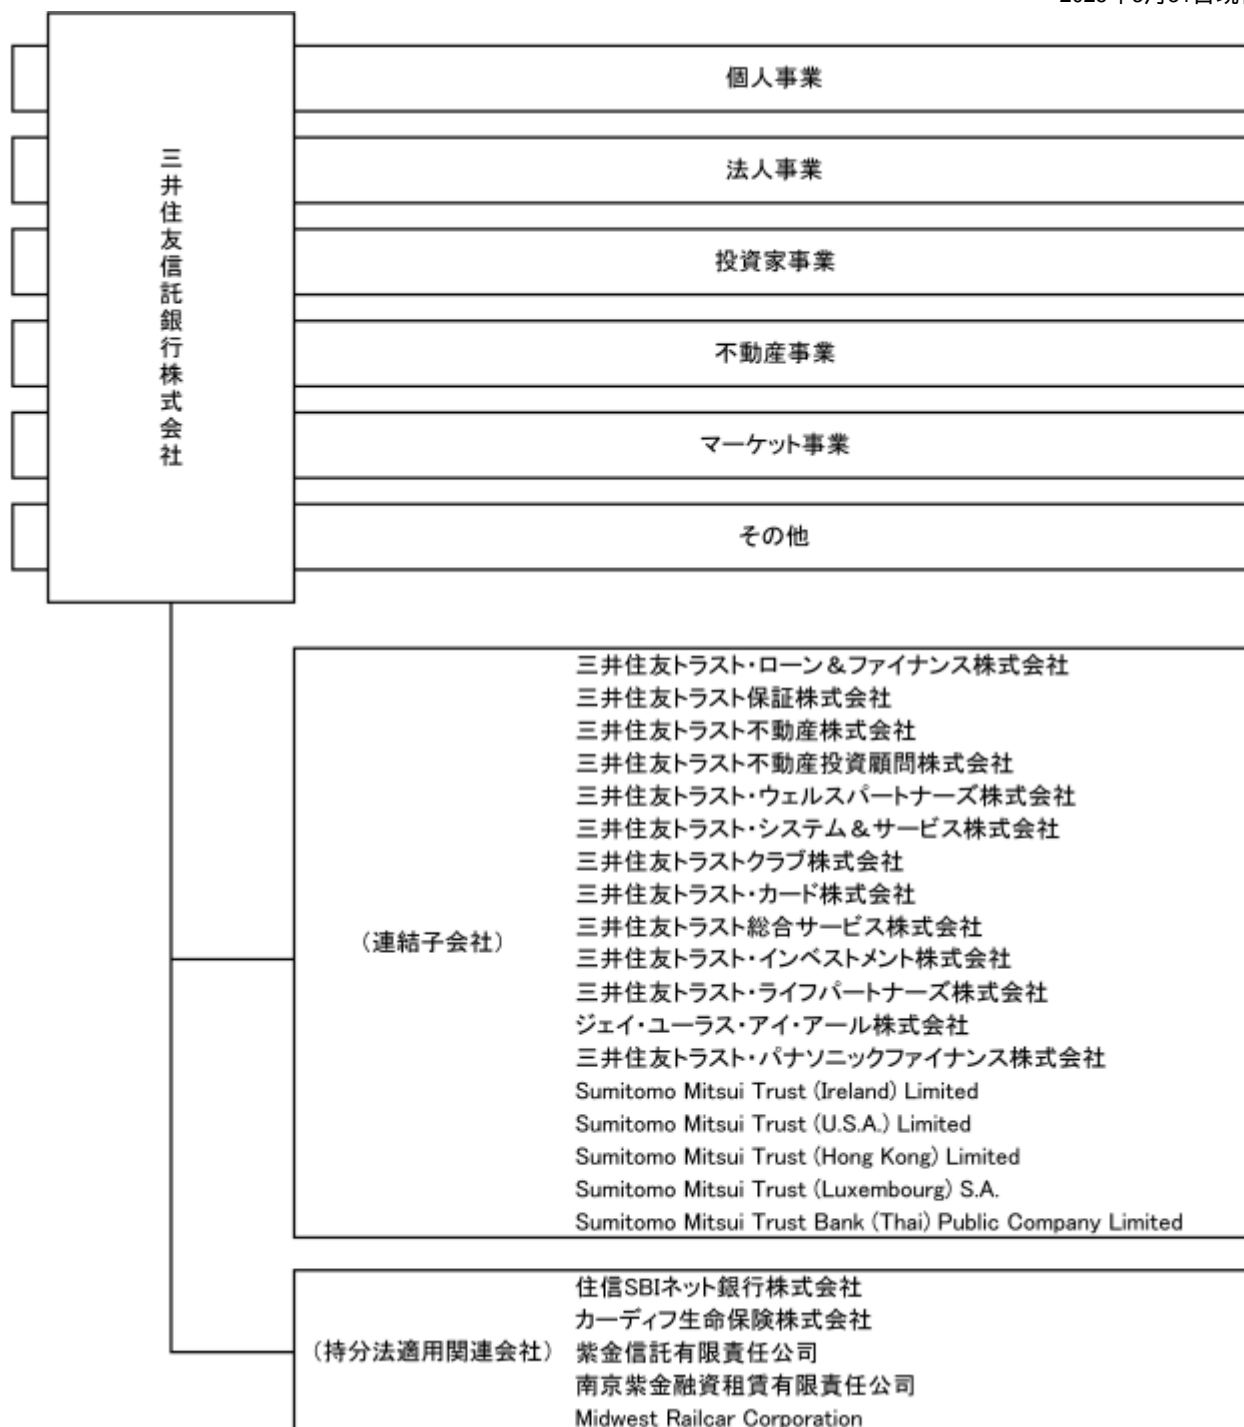 三井住友信託銀行株式会社
個人事業
法人事業
投資家事業
不動産事業
マーケット事業
その他
(連結子会社)
三井住友トラスト・ローン&ファイナンス株式会社
三井住友トラスト保証株式会社
三井住友トラスト不動産株式会社
三井住友トラスト不動産投資顧問株式会社
三井住友トラスト・ウェルスパートナーズ株式会社
三井住友トラスト・システム&サービス株式会社
三井住友トラストクラブ株式会社
三井住友トラスト・カード株式会社
三井住友トラスト総合サービス株式会社
三井住友トラスト・インベストメント株式会社
三井住友トラスト・ライフパートナーズ株式会社
ジェイ・ユーラス・アイ・アール株式会社
三井住友トラスト・パナソニックファイナンス株式会社
Sumitomo Mitsui Trust (Ireland) Limited
Sumitomo Mitsui Trust (U.S.A.) Limited
Sumitomo Mitsui Trust (Hong Kong) Limited
Sumitomo Mitsui Trust (Luxembourg) S.A.
Sumitomo Mitsui Trust Bank (Thai) Public Company Limited
(持分法適用関連会社)
住信SBIネット銀行株式会社
カーディフ生命保険株式会社
紫金信託有限責任公司
南京紫金融資租賃有限責任公司
Midwest Railcar Corporation